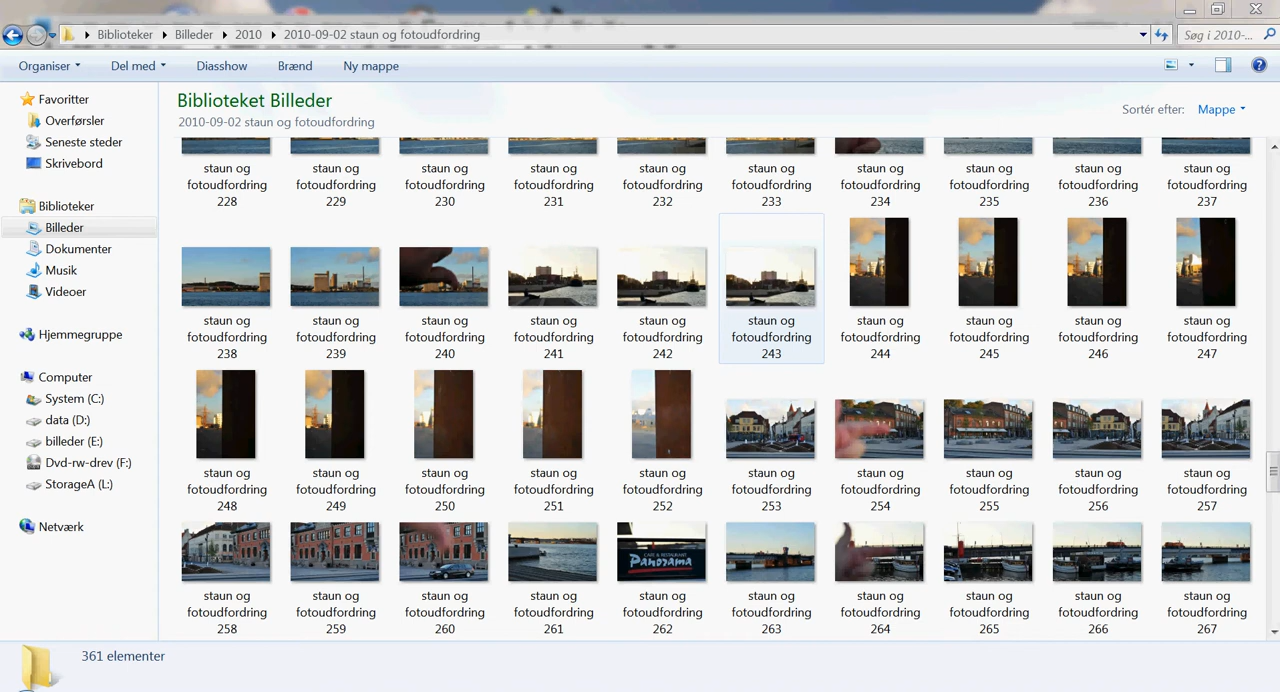 Biblioteker Billeder 2010 2010-09-02 staun og fotoudfordring Søg i 2010-...
Organiser Del med Diasshow Brænd Ny mappe
Favoritter
Overførsler
Seneste steder
Skrivebord
Biblioteker
Billeder
Dokumenter
Musik
Videoer
Hjemmegruppe
Computer
System (C:)
data (D:)
billeder (E:)
Dvd-rw-drev (F:)
StorageA (L:)
Netværk
Biblioteket Billeder
2010-09-02 staun og fotoudfordring
Sortér efter: Mappe
staun og fotoudfordring 228
staun og fotoudfordring 229
staun og fotoudfordring 230
staun og fotoudfordring 231
staun og fotoudfordring 232
staun og fotoudfordring 233
staun og fotoudfordring 234
staun og fotoudfordring 235
staun og fotoudfordring 236
staun og fotoudfordring 237
staun og fotoudfordring 238
staun og fotoudfordring 239
staun og fotoudfordring 240
staun og fotoudfordring 241
staun og fotoudfordring 242
staun og fotoudfordring 243
staun og fotoudfordring 244
staun og fotoudfordring 245
staun og fotoudfordring 246
staun og fotoudfordring 247
staun og fotoudfordring 248
staun og fotoudfordring 249
staun og fotoudfordring 250
staun og fotoudfordring 251
staun og fotoudfordring 252
staun og fotoudfordring 253
staun og fotoudfordring 254
staun og fotoudfordring 255
staun og fotoudfordring 256
staun og fotoudfordring 257
CAFE & RESTAURANT
Panorama
staun og fotoudfordring 258
staun og fotoudfordring 259
staun og fotoudfordring 260
staun og fotoudfordring 261
staun og fotoudfordring 262
staun og fotoudfordring 263
staun og fotoudfordring 264
staun og fotoudfordring 265
staun og fotoudfordring 266
staun og fotoudfordring 267
361 elementer